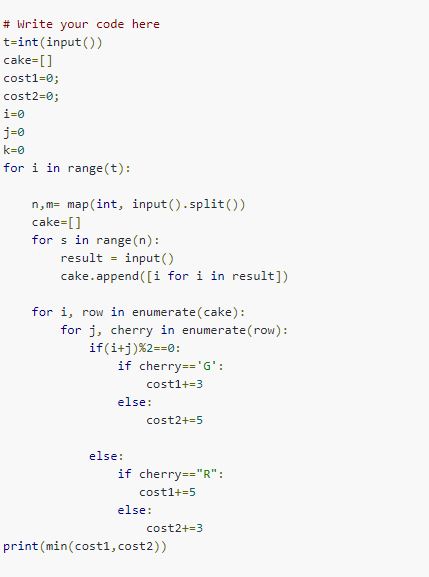 # Write your code here
t=int(input())
cake=[]
cost1=0;
cost2=0;
i=0
j=0
k=0
for i in range(t):

    n,m= map(int, input().split())
    cake=[]
    for s in range(n):
        result = input()
        cake.append([i for i in result])

    for i, row in enumerate(cake):
        for j, cherry in enumerate(row):
            if(i+j)%2==0:
                if cherry=='G':
                    cost1+=3
                else:
                    cost2+=5

            else:
                if cherry=="R":
                   cost1+=5
                else:
                    cost2+=3
print(min(cost1,cost2))